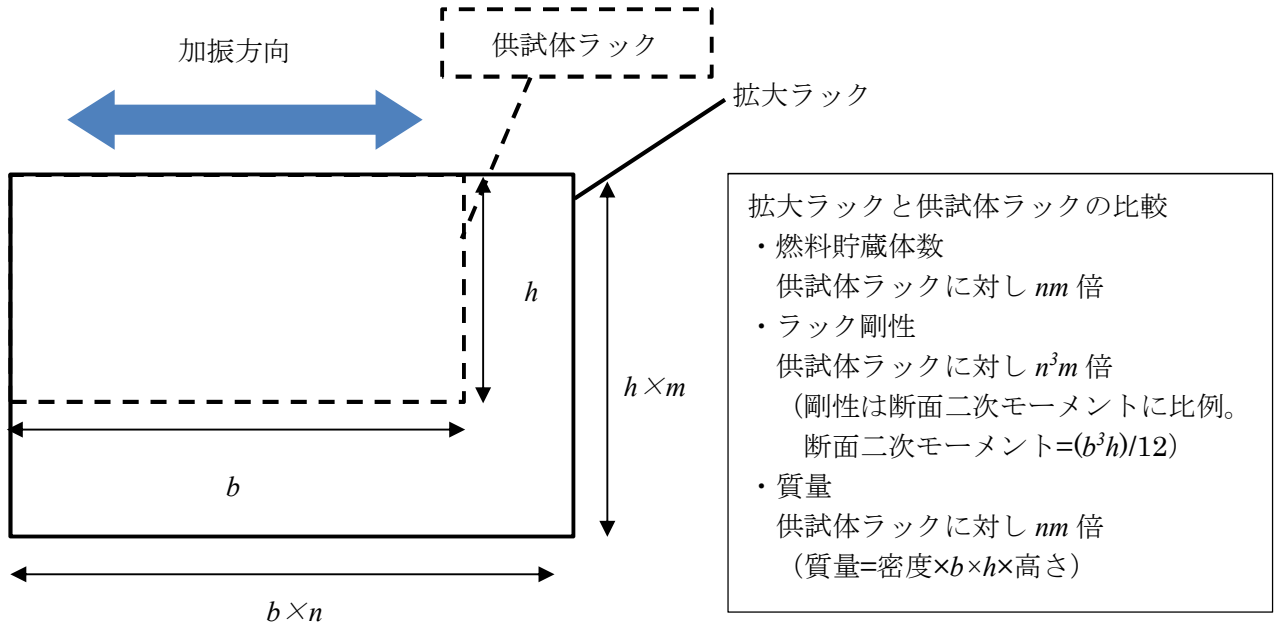 加振方向
供試体ラック
拡大ラック
h
h×m
b
b×n
拡大ラックと供試体ラックの比較
・燃料貯蔵体数
供試体ラックに対し nm 倍
・ラック剛性
供試体ラックに対し n³m 倍
（剛性は断面二次モーメントに比例。
断面二次モーメント=(b³h)/12）
・質量
供試体ラックに対し nm 倍
（質量=密度×b×h×高さ）